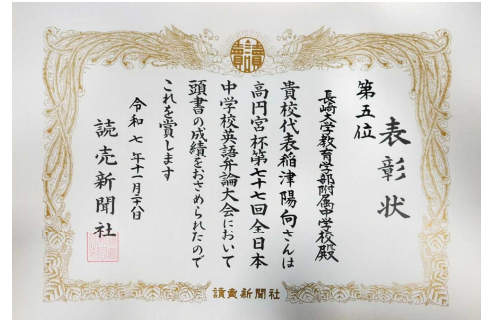 表彰状
第五位
長崎大学教育学部附属中学校殿
貴校代表稲津陽向さんは
高円宮杯第七十七回全日本
中学校英語弁論大会において
頭書の成績をおさめられたので
これを賞します
令和七年十一月二十八日
読売新聞社
讀賣新聞社